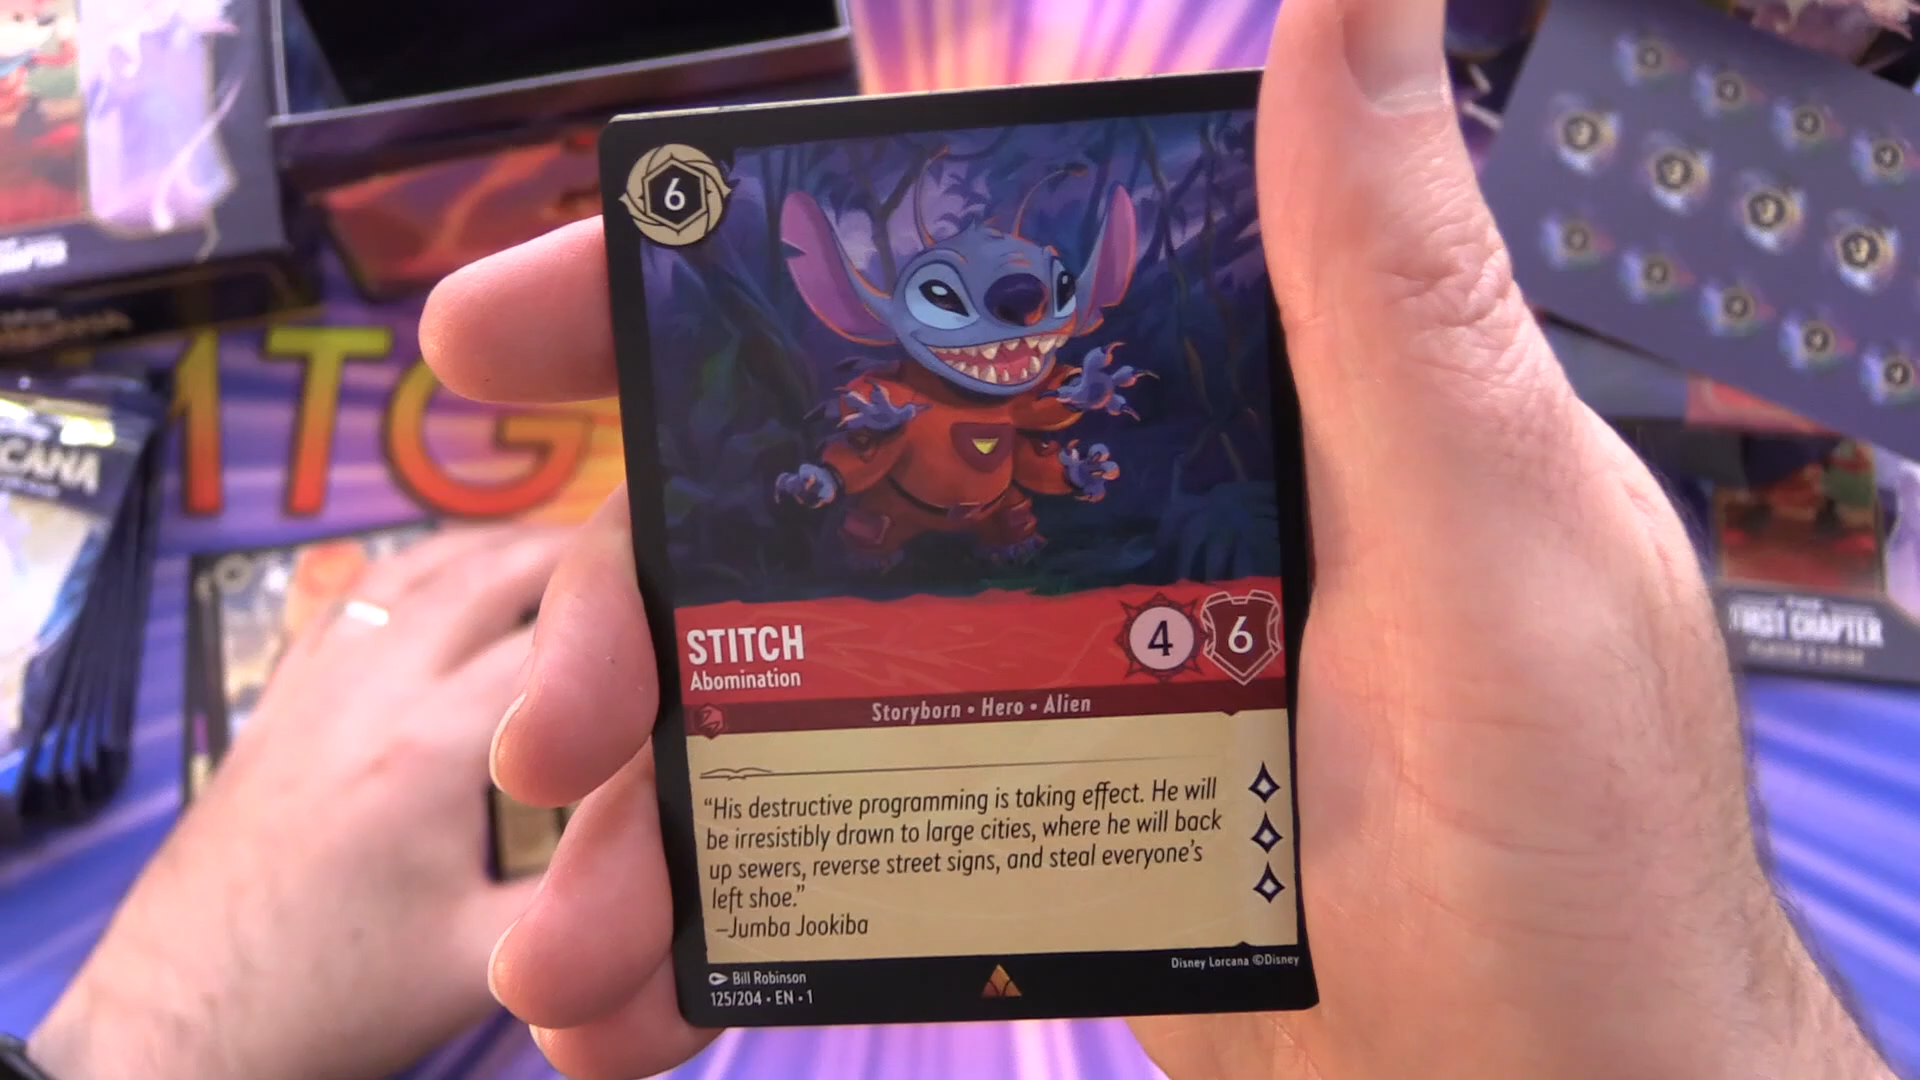 6
STITCH
Abomination
4
6
Storyborn • Hero • Alien
“His destructive programming is taking effect. He will
be irresistibly drawn to large cities, where he will back
up sewers, reverse street signs, and steal everyone’s
left shoe.”
–Jumba Jookiba
Bill Robinson
125/204 • EN • 1
Disney Lorcana ©Disney
MTG
CANA
FIRST CHAPTER